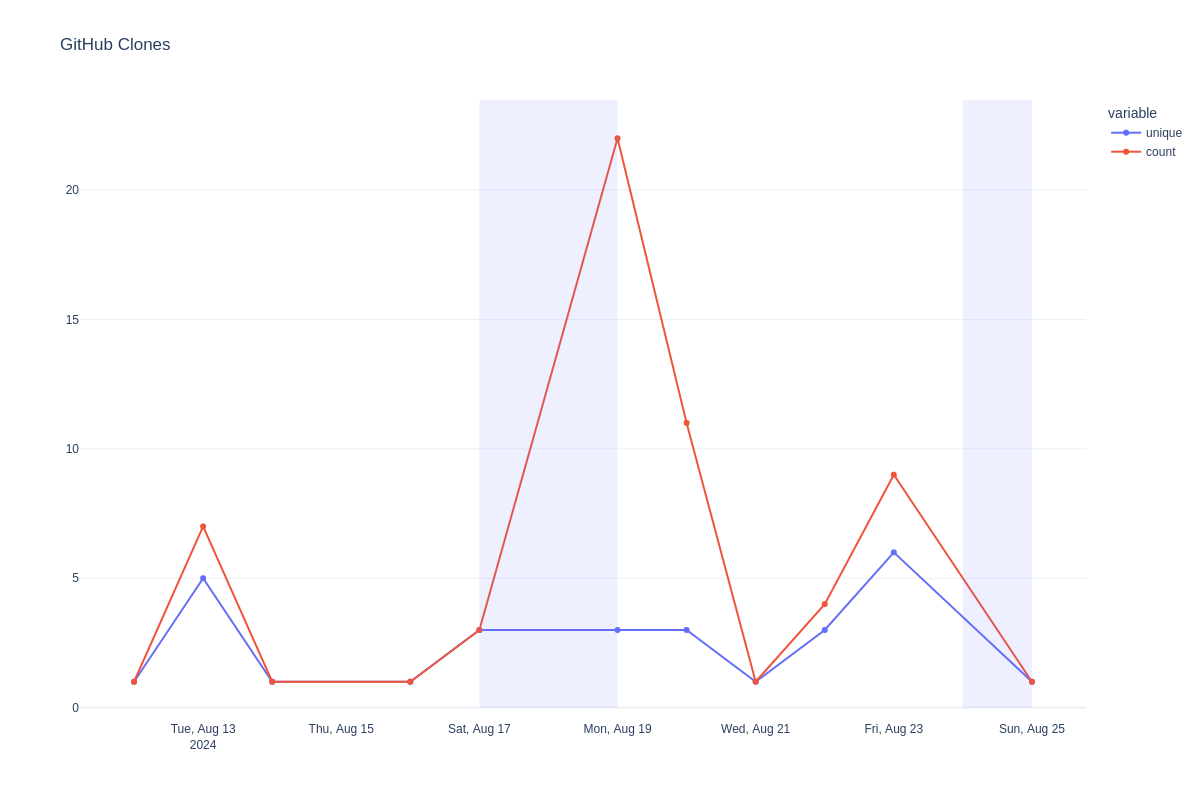 GitHub Clones
variable
unique
count
20
15
10
5
0
Tue, Aug 13
2024
Thu, Aug 15
Sat, Aug 17
Mon, Aug 19
Wed, Aug 21
Fri, Aug 23
Sun, Aug 25